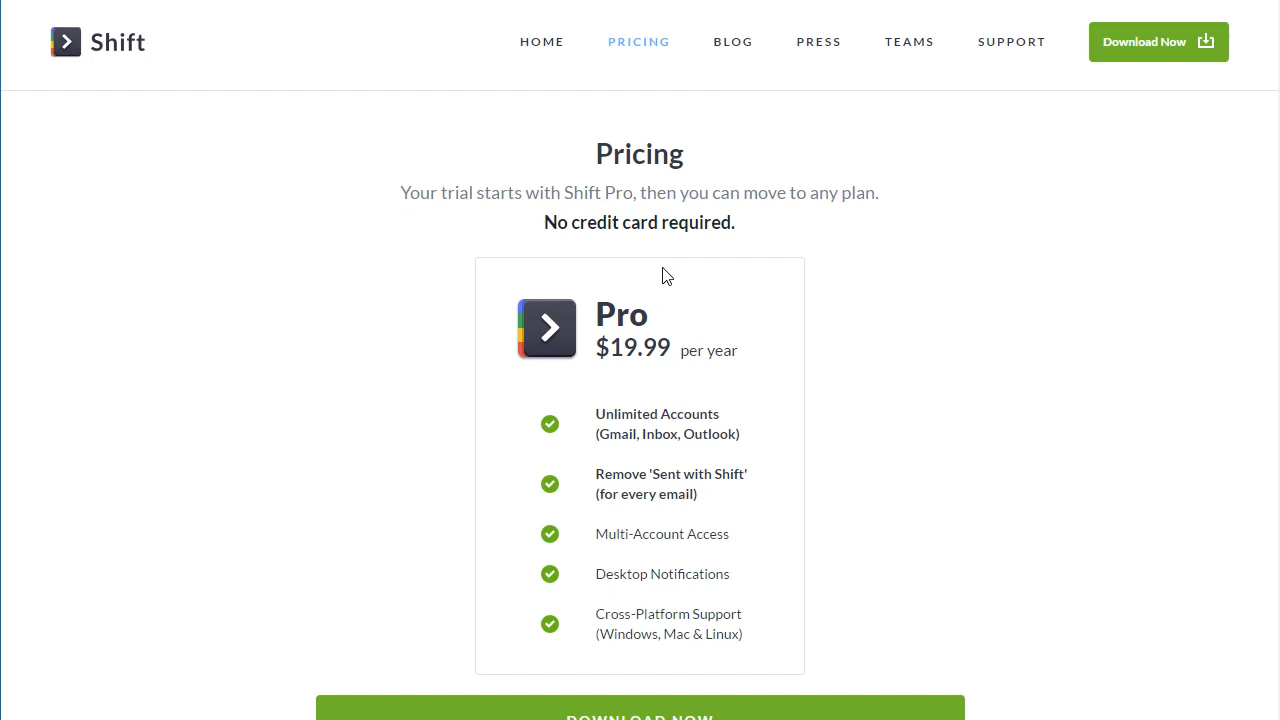 Shift
HOME
PRICING
BLOG
PRESS
TEAMS
SUPPORT
Download Now
Pricing
Your trial starts with Shift Pro, then you can move to any plan.
No credit card required.
Pro
$19.99 per year
Unlimited Accounts
(Gmail, Inbox, Outlook)
Remove 'Sent with Shift'
(for every email)
Multi-Account Access
Desktop Notifications
Cross-Platform Support
(Windows, Mac & Linux)
DOWNLOAD NOW